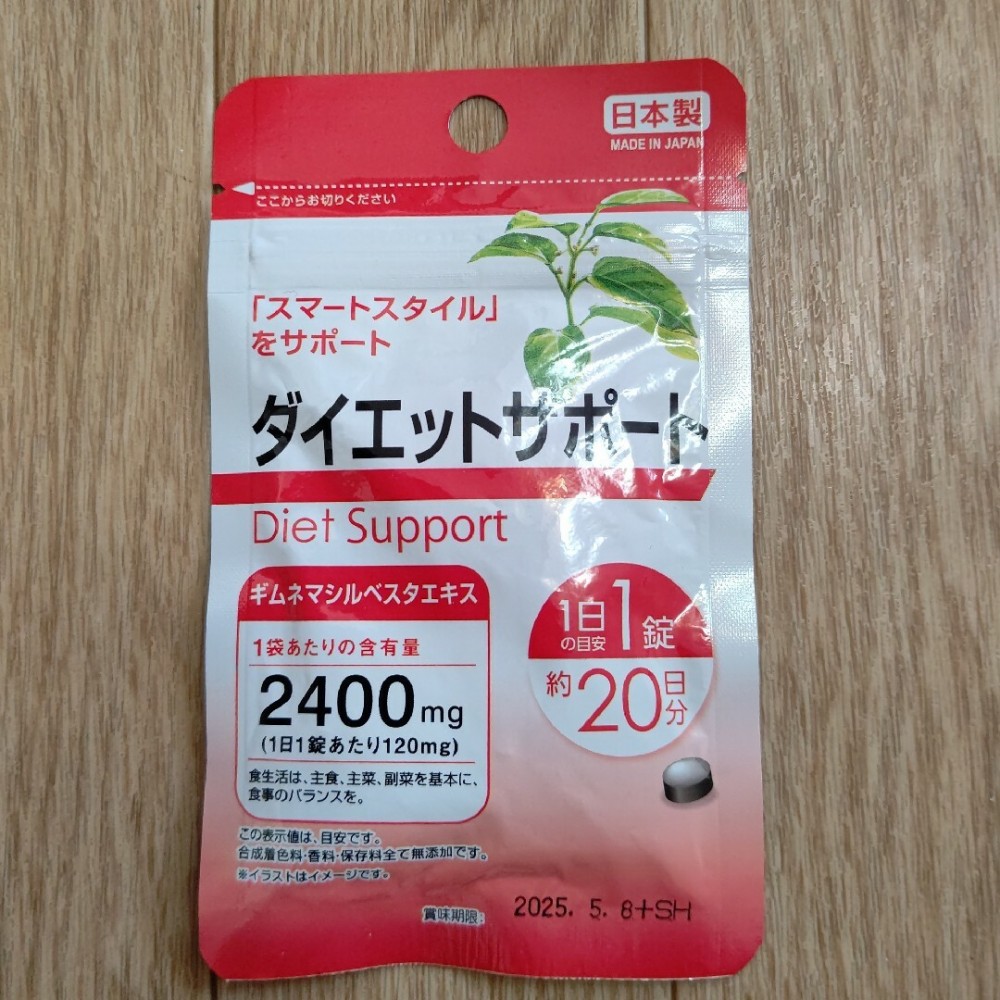 日本製
MADE IN JAPAN
ここからお切りください
「スマートスタイル」
をサポート
ダイエットサポート
Diet Support
ギムネマシルベスタエキス
1袋あたりの含有量
2400mg
(1日1錠あたり120mg)
食生活は、主食、主菜、副菜を基本に、
食事のバランスを。
1日の目安1錠
約20日分
この表示値は、目安です。
合成着色料・香料・保存料全て無添加です。
※イラストはイメージです。
賞味期限: 2025. 5. 8+SH